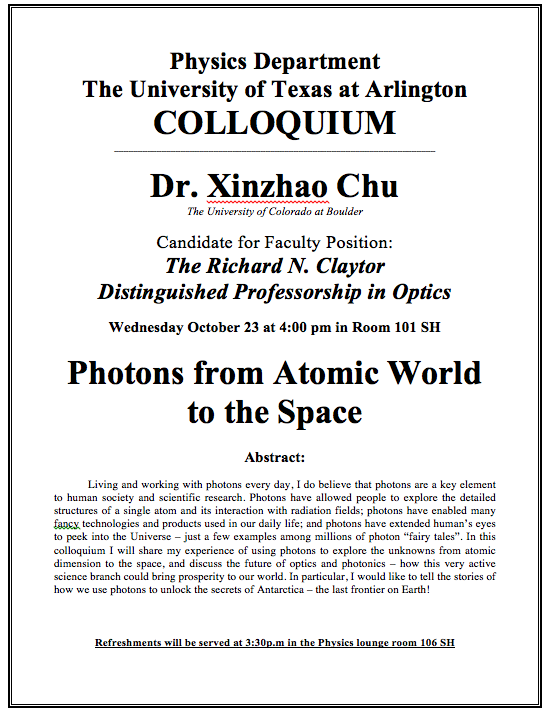 Physics Department
The University of Texas at Arlington
COLLOQUIUM
Dr. Xinzhao Chu
The University of Colorado at Boulder
Candidate for Faculty Position:
The Richard N. Claytor
Distinguished Professorship in Optics
Wednesday October 23 at 4:00 pm in Room 101 SH
Photons from Atomic World
to the Space
Abstract:
Living and working with photons every day, I do believe that photons are a key element
to human society and scientific research. Photons have allowed people to explore the detailed
structures of a single atom and its interaction with radiation fields; photons have enabled many
fancy technologies and products used in our daily life; and photons have extended human's eyes
to peek into the Universe – just a few examples among millions of photon "fairy tales". In this
colloquium I will share my experience of using photons to explore the unknowns from atomic
dimension to the space, and discuss the future of optics and photonics – how this very active
science branch could bring prosperity to our world. In particular, I would like to tell the stories of
how we use photons to unlock the secrets of Antarctica – the last frontier on Earth!
Refreshments will be served at 3:30p.m in the Physics lounge room 106 SH